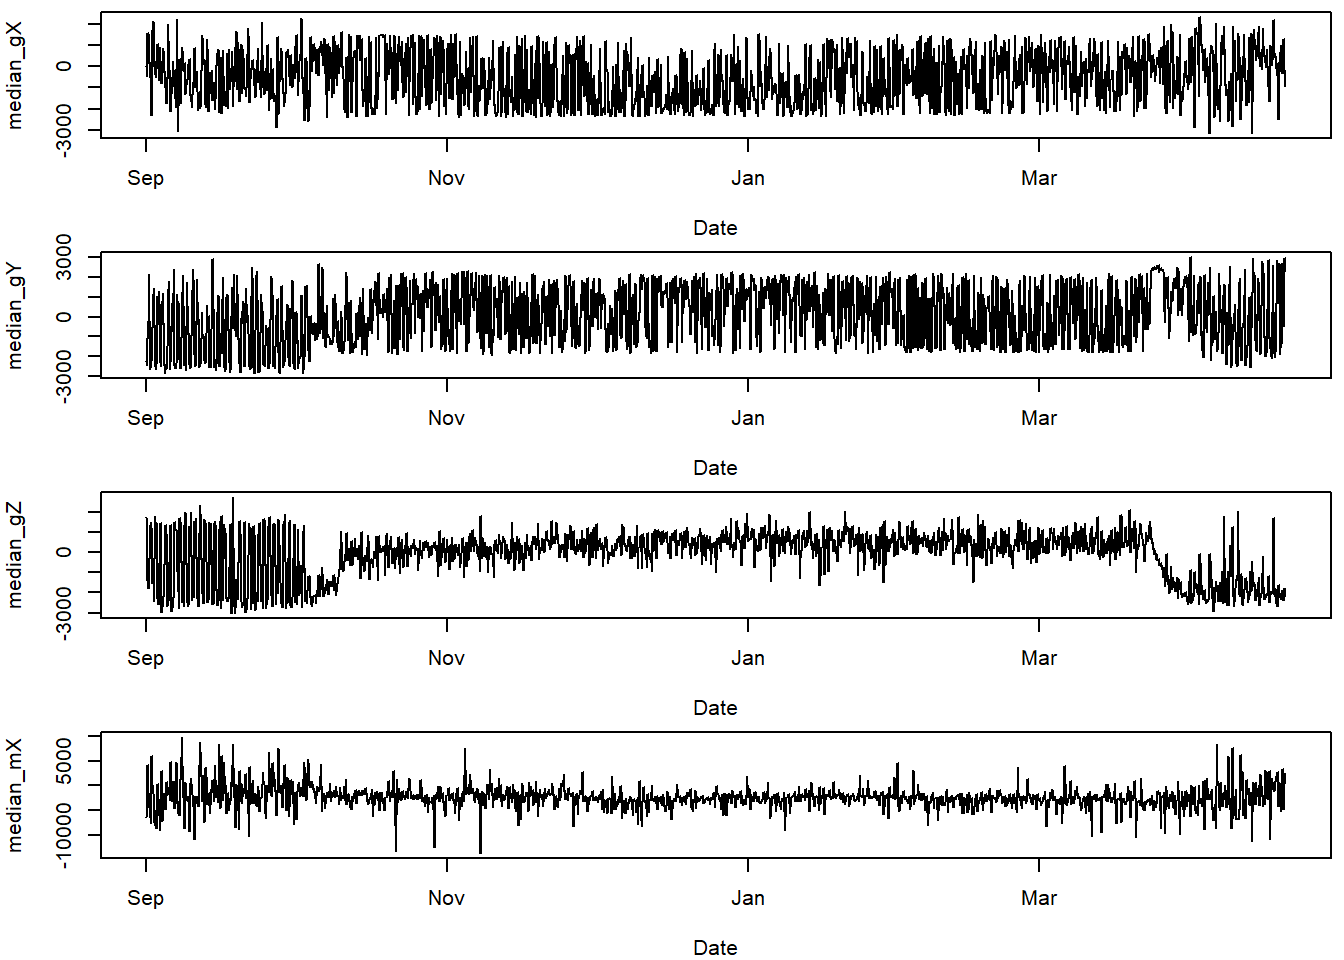 median_gX
0
-3000
Sep Nov Jan Mar
Date
median_gY
3000
0
-3000
Sep Nov Jan Mar
Date
median_gZ
0
-3000
Sep Nov Jan Mar
Date
median_mX
5000
-10000
Sep Nov Jan Mar
Date